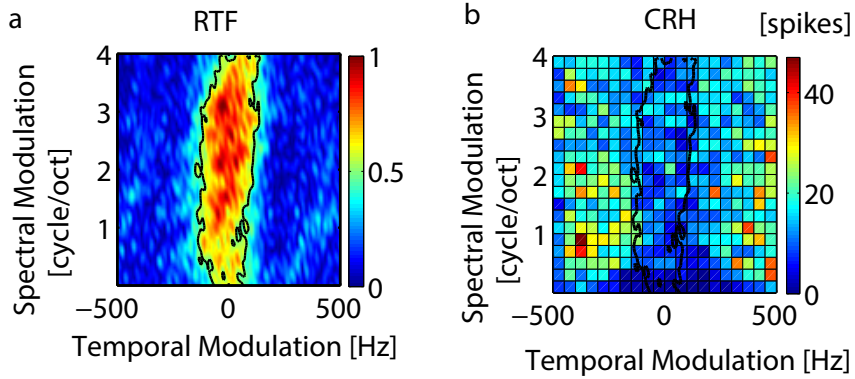 a
RTF
Spectral Modulation
[cycle/oct]
4
3
2
1
−500
0
500
Temporal Modulation [Hz]
1
0.5
0
b
CRH
[spikes]
Spectral Modulation
[cycle/oct]
4
3
2
1
−500
0
500
Temporal Modulation [Hz]
40
20
0